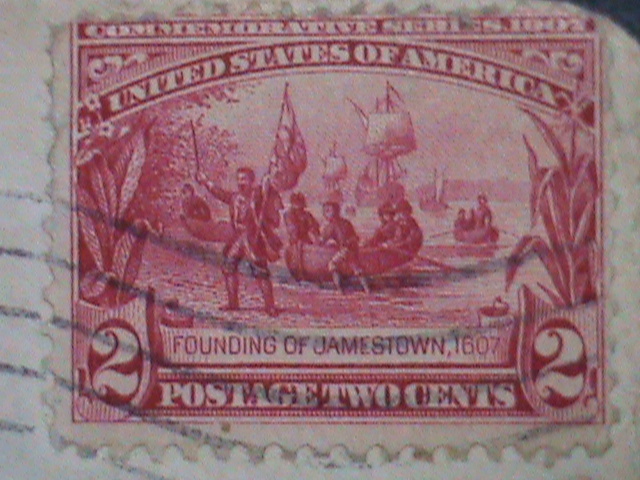 COMMEMORATIVE SERIES, 1907
UNITED STATES OF AMERICA
FOUNDING OF JAMESTOWN, 1607
2 2
POSTAGE TWO CENTS